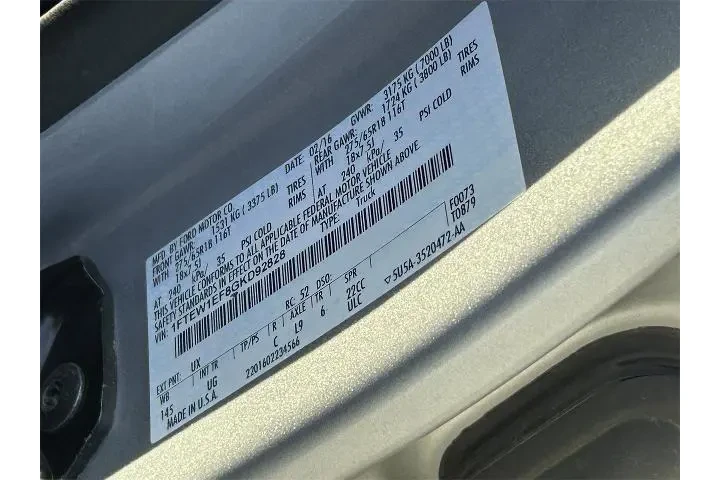 MFD. BY FORD MOTOR CO. DATE: 02/16 GVWR: 3175 KG ( 7000 LB)
FRONT GAWR: 1531 KG ( 3375 LB) REAR GAWR: 1724 KG ( 3800 LB)
275/65R18 116T TIRES WITH 275/65R18 116T TIRES
18x7.5J RIMS 18x7.5J RIMS
AT 240 kPa/ 35 PSI COLD AT 240 kPa/ 35 PSI COLD
THIS VEHICLE CONFORMS TO ALL APPLICABLE FEDERAL MOTOR VEHICLE
SAFETY STANDARDS IN EFFECT ON THE DATE OF MANUFACTURE SHOWN ABOVE.
VIN: 1FTEW1EF8GKD92828 TYPE: Truck
F0073
T0879
EXT PNT: UX RC: 52 DSO:
WB INT TR TP/PS R AXLE TR SPR
145 UG C L9 6 22CC
2201602234566 ULC
MADE IN U.S.A. 5U5A-3520472-AA